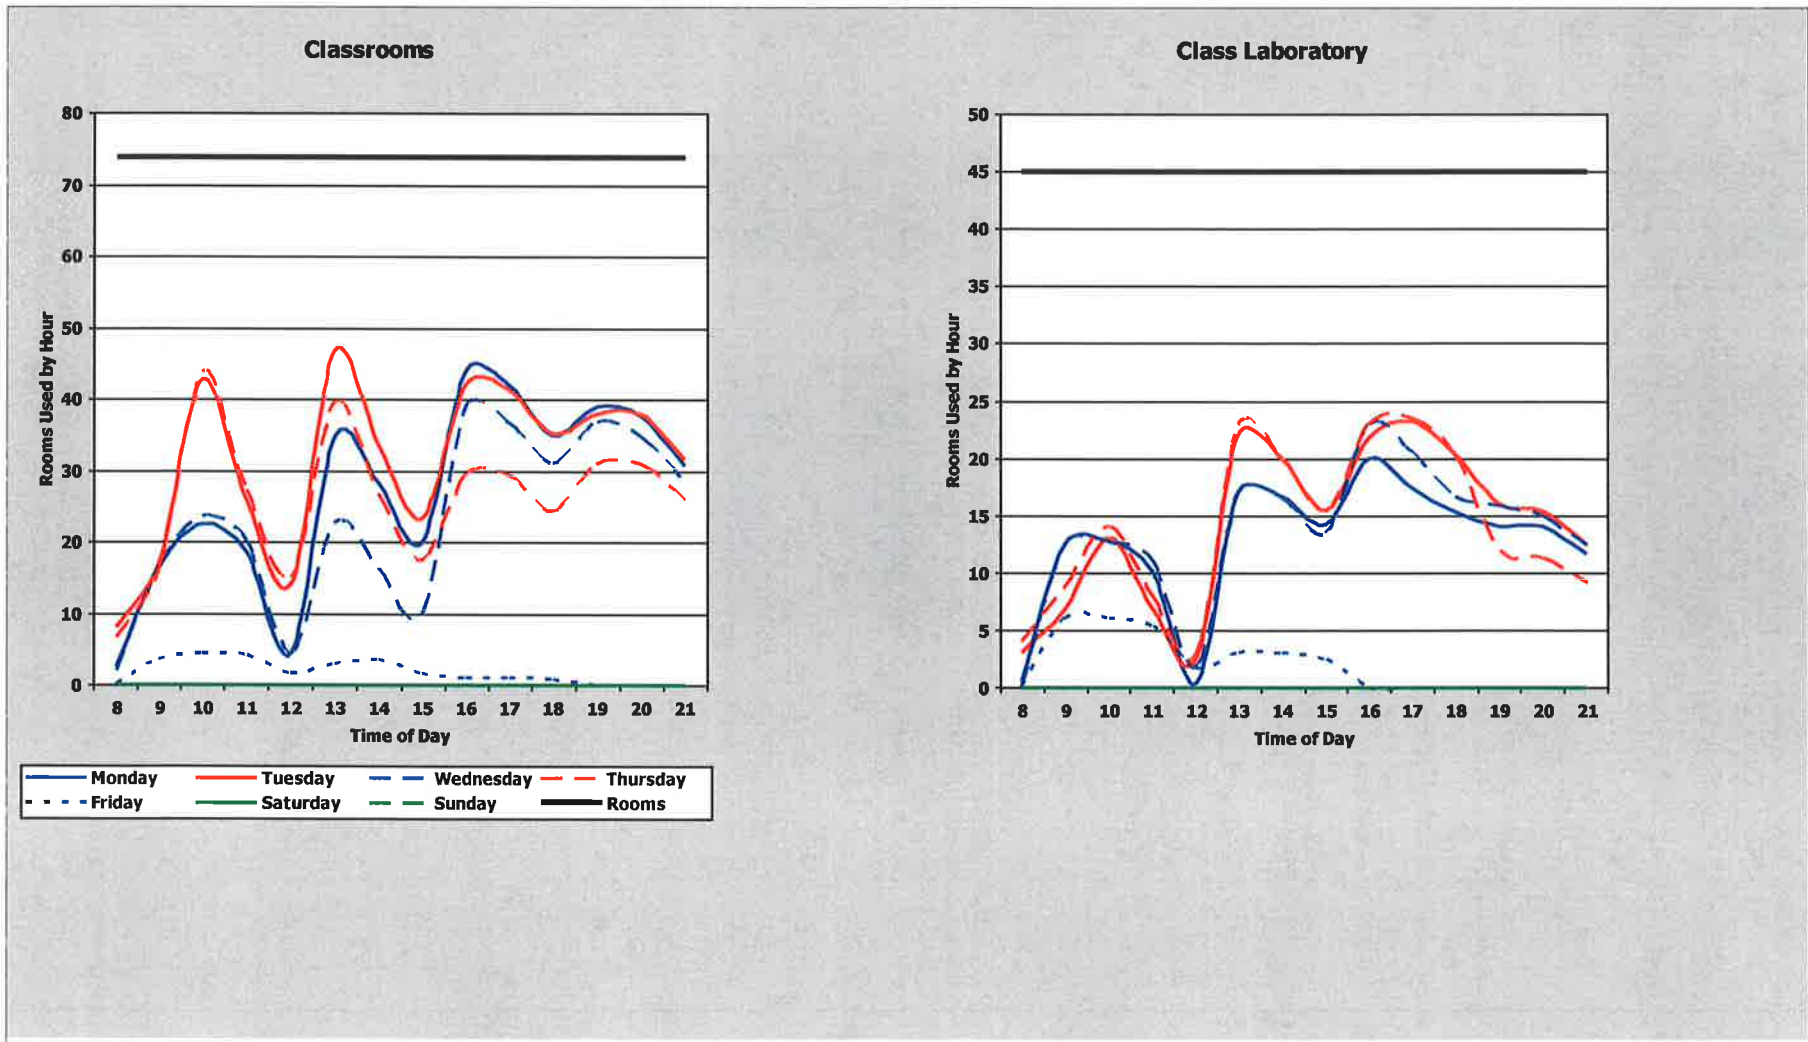 Classrooms
80
70
60
50
40
30
20
10
0
Rooms Used by Hour
8 9 10 11 12 13 14 15 16 17 18 19 20 21
Time of Day
Monday Tuesday Wednesday Thursday
Friday Saturday Sunday Rooms
Class Laboratory
50
45
40
35
30
25
20
15
10
5
0
Rooms Used by Hour
8 9 10 11 12 13 14 15 16 17 18 19 20 21
Time of Day